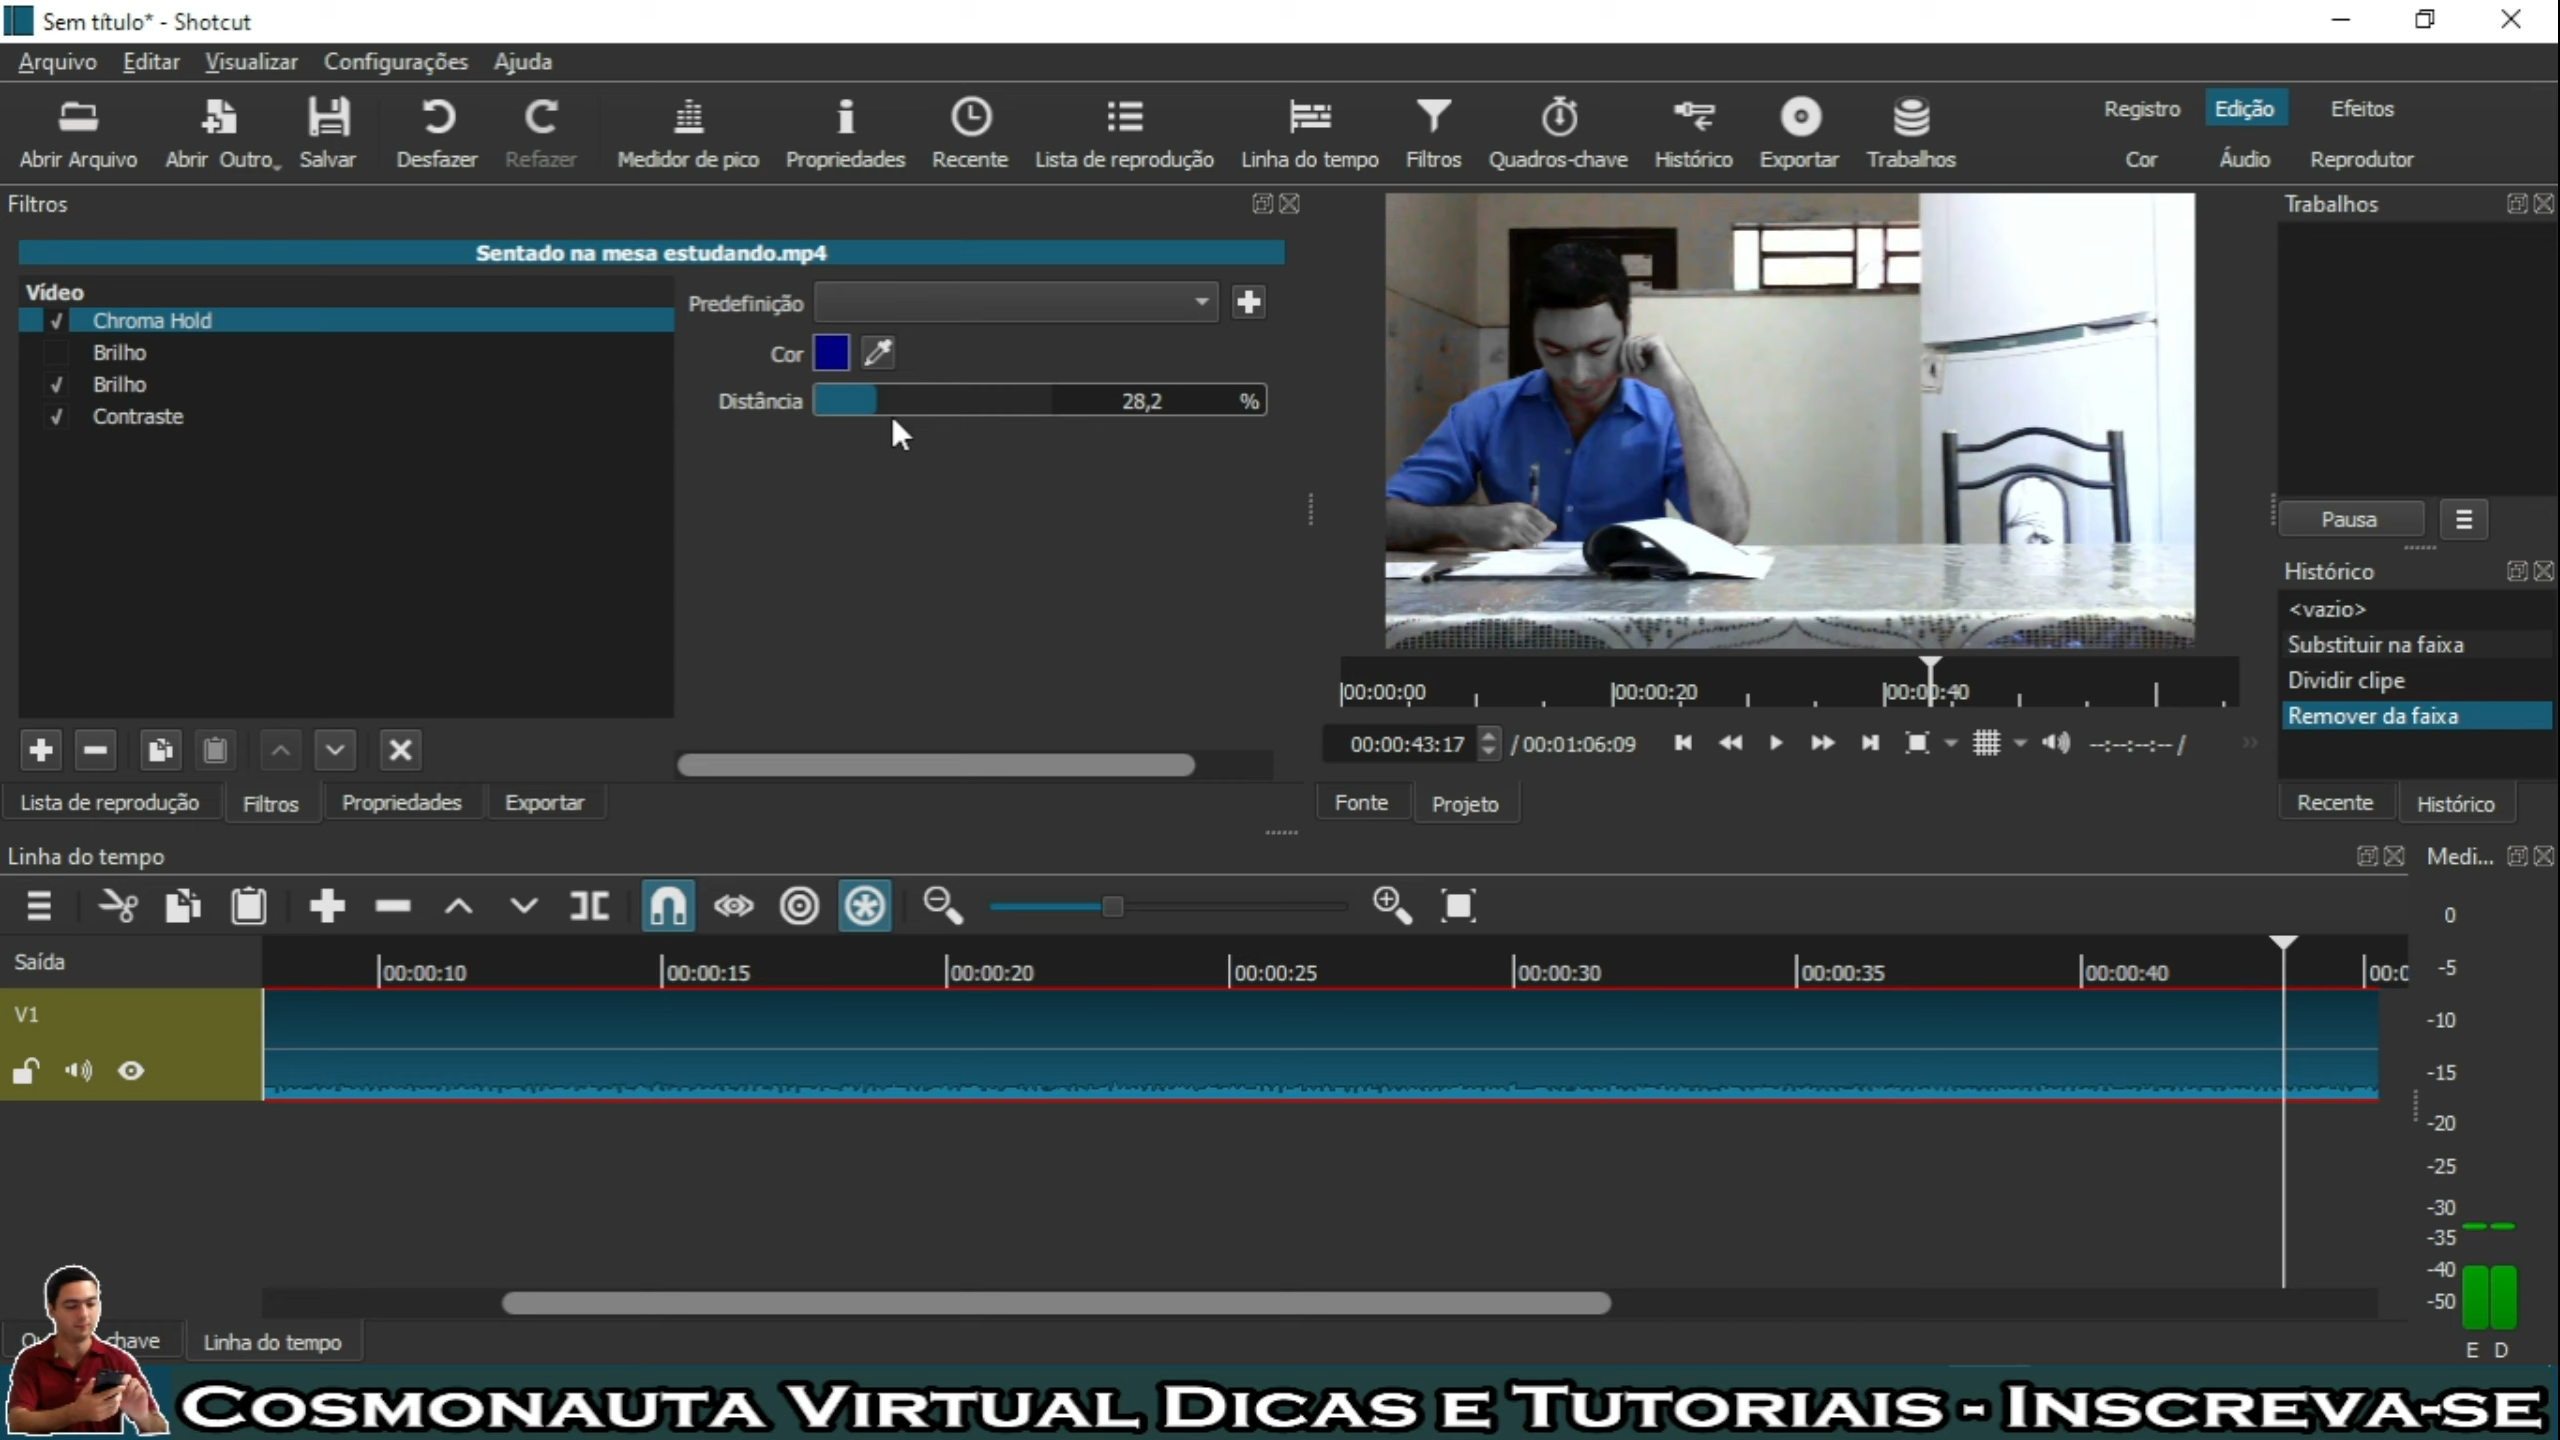 Sem título* - Shotcut
Arquivo Editar Visualizar Configurações Ajuda
Abrir Arquivo Abrir Outro Salvar Desfazer Refazer Medidor de pico Propriedades Recente Lista de reprodução Linha do tempo Filtros Quadros-chave Histórico Exportar Trabalhos
Registro Edição Efeitos
Cor Áudio Reprodutor
Filtros
Sentado na mesa estudando.mp4
Vídeo
Chroma Hold
Brilho
Brilho
Contraste
Predefinição
Cor
Distância 28,2 %
Lista de reprodução Filtros Propriedades Exportar
00:00:00 00:00:20 00:00:40
00:00:43:17 / 00:01:06:09 --:--:--:-- /
Fonte Projeto
Trabalhos
Pausa
Histórico
<vazio>
Substituir na faixa
Dividir clipe
Remover da faixa
Recente Histórico
Linha do tempo
Medi...
Saída 00:00:10 00:00:15 00:00:20 00:00:25 00:00:30 00:00:35 00:00:40
V1
0
-5
-10
-15
-20
-25
-30
-35
-40
-50
E D
Linha do tempo
COSMONAUTA VIRTUAL DICAS E TUTORIAIS - INSCREVA-SE